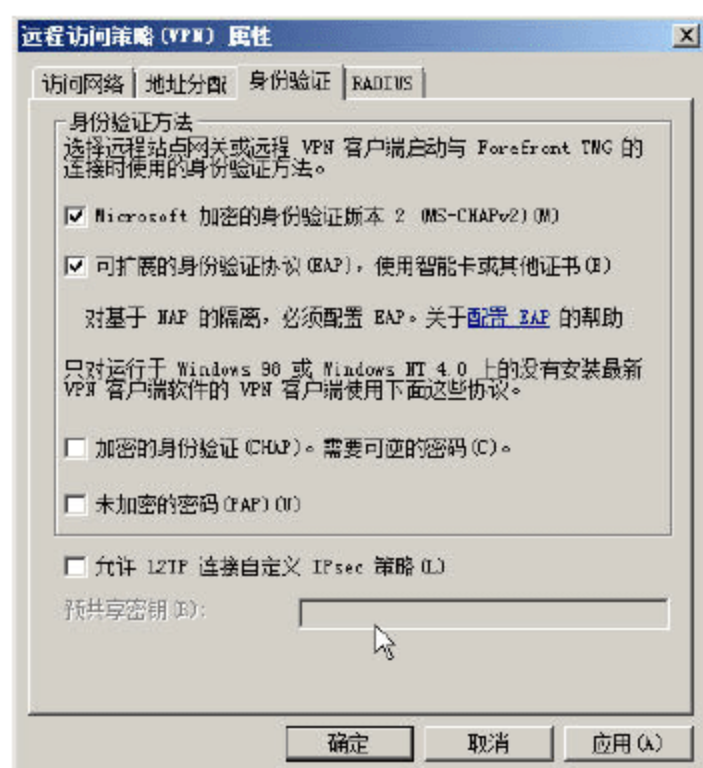 远程访问策略(VPN) 属性
访问网络 地址分配 身份验证 RADIUS
身份验证方法
选择远程站点网关或远程 VPN 客户端启动与 Forefront TMG 的
连接时使用的身份验证方法。
Microsoft 加密的身份验证版本 2 (MS-CHAPv2)(M)
可扩展的身份验证协议(EAP)，使用智能卡或其他证书(E)
对基于 NAP 的隔离，必须配置 EAP。关于配置 EAP 的帮助
只对运行于 Windows 98 或 Windows NT 4.0 上的没有安装最新
VPN 客户端软件的 VPN 客户端使用下面这些协议。
加密的身份验证(CHAP)。需要可逆的密码(C)。
未加密的密码(PAP)(U)
允许 L2TP 连接自定义 IPsec 策略(L)
预共享密钥(R):
确定 取消 应用(A)